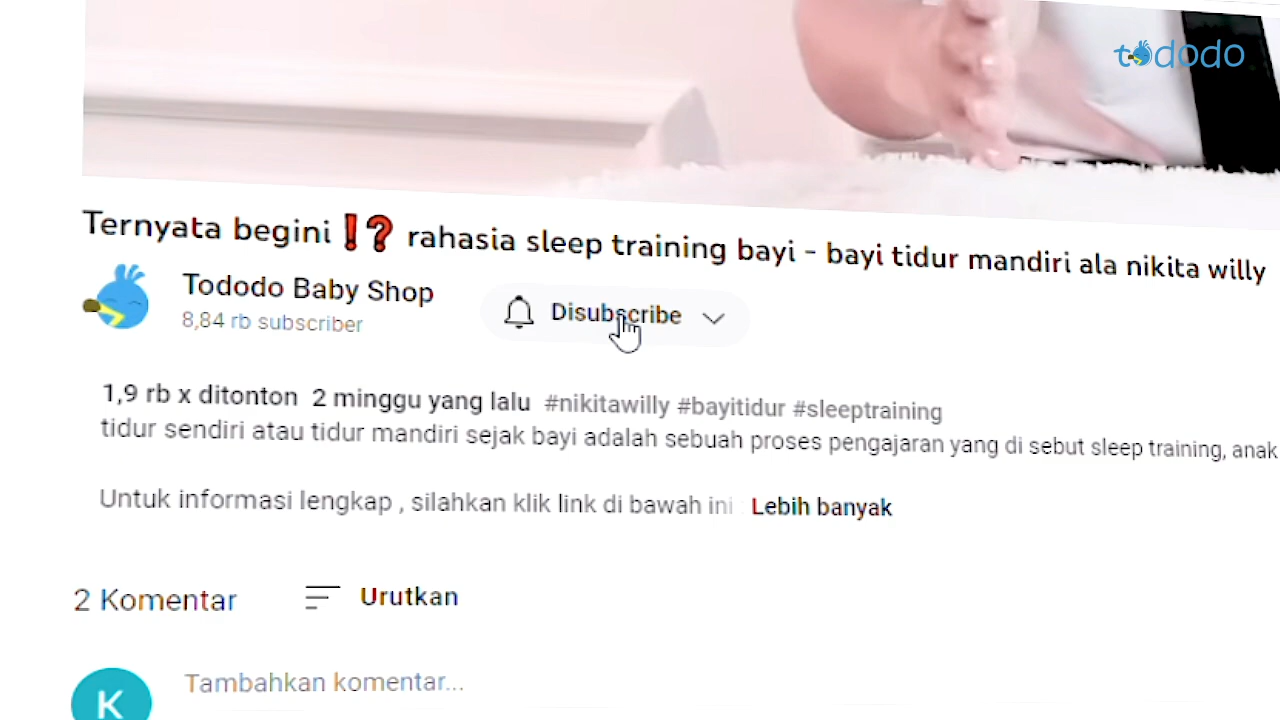 tododo
Ternyata begini❗❓ rahasia sleep training bayi - bayi tidur mandiri ala nikita willy
Tododo Baby Shop
8,84 rb subscriber
Disubscribe
1,9 rb x ditonton 2 minggu yang lalu #nikitawilly #bayitidur #sleeptraining
tidur sendiri atau tidur mandiri sejak bayi adalah sebuah proses pengajaran yang di sebut sleep training, anak
Untuk informasi lengkap , silahkan klik link di bawah ini Lebih banyak
2 Komentar Urutkan
K
Tambahkan komentar...